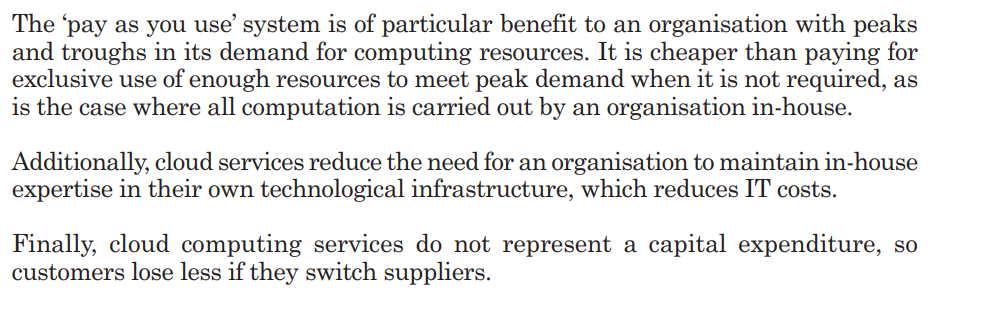 The ‘pay as you use’ system is of particular benefit to an organisation with peaks
and troughs in its demand for computing resources. It is cheaper than paying for
exclusive use of enough resources to meet peak demand when it is not required, as
is the case where all computation is carried out by an organisation in-house.
Additionally, cloud services reduce the need for an organisation to maintain in-house
expertise in their own technological infrastructure, which reduces IT costs.
Finally, cloud computing services do not represent a capital expenditure, so
customers lose less if they switch suppliers.